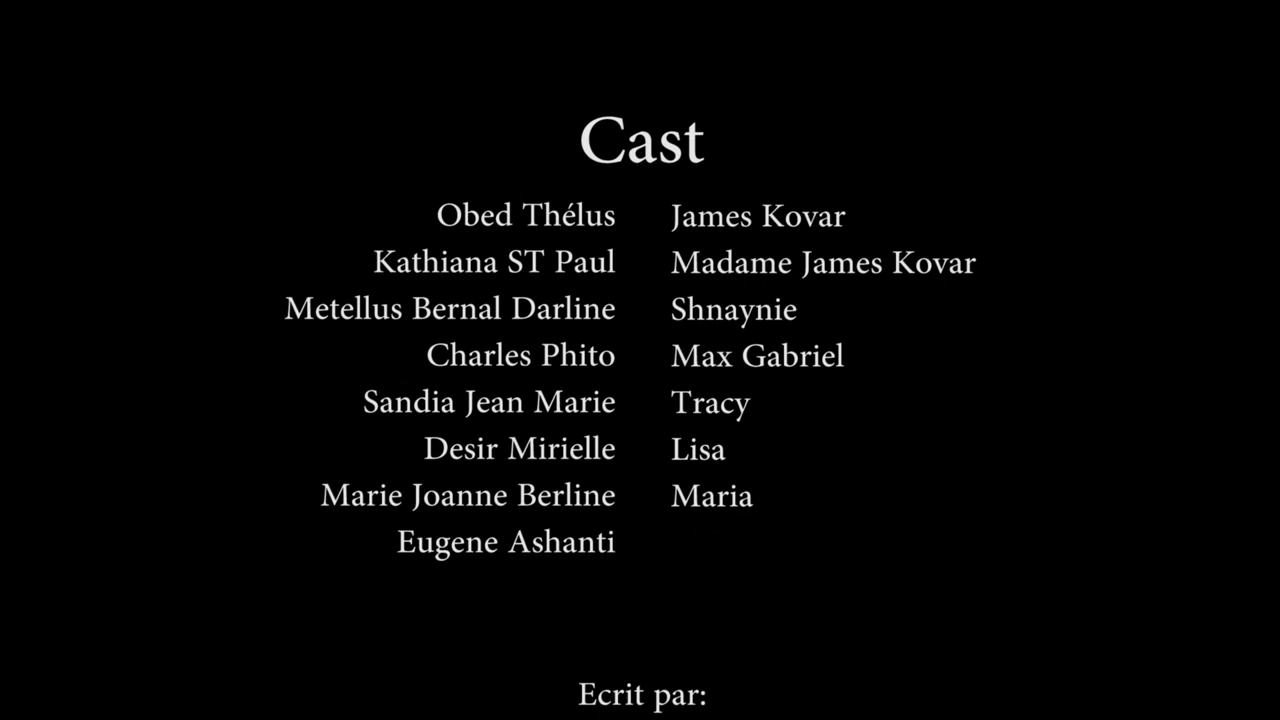 Cast
Obed Thélus James Kovar
Kathiana ST Paul Madame James Kovar
Metellus Bernal Darline Shnaynie
Charles Phito Max Gabriel
Sandia Jean Marie Tracy
Desir Mirielle Lisa
Marie Joanne Berline Maria
Eugene Ashanti
Ecrit par: